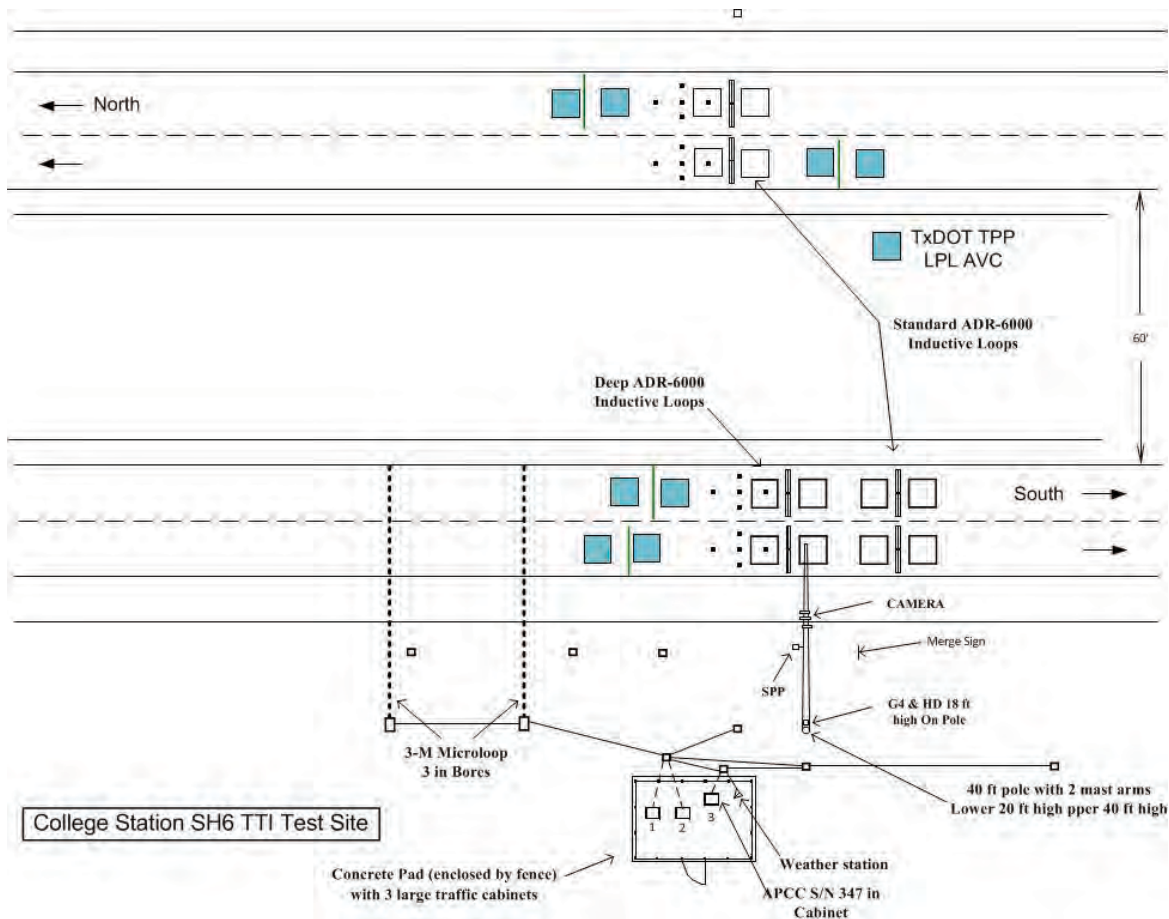 North
TxDOT TPP
LPL AVC
Standard ADR-6000
Inductive Loops
60'
Deep ADR-6000
Inductive Loops
South
CAMERA
Merge Sign
SPP
G4 & HD 18 ft
high On Pole
3-M Microloop
3 in Bores
40 ft pole with 2 mast arms
Lower 20 ft high pper 40 ft high
College Station SH6 TTI Test Site
1
2
3
Weather station
Concrete Pad (enclosed by fence)
with 3 large traffic cabinets
APCC S/N 347 in
Cabinet